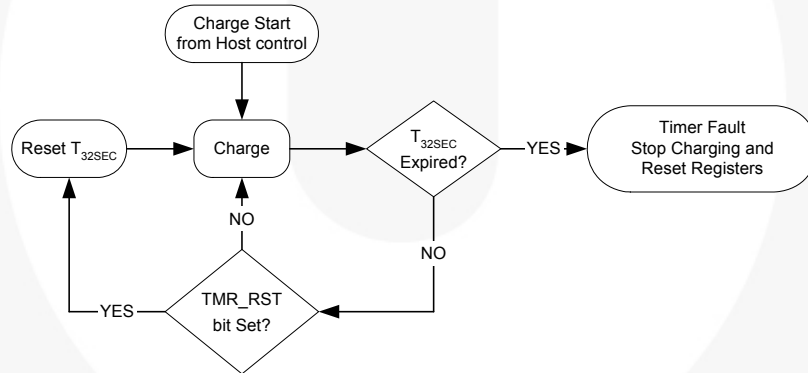 Charge Start
from Host control
Reset T32SEC
Charge
T32SEC
Expired?
YES
Timer Fault
Stop Charging and
Reset Registers
NO
NO
TMR_RST
bit Set?
YES